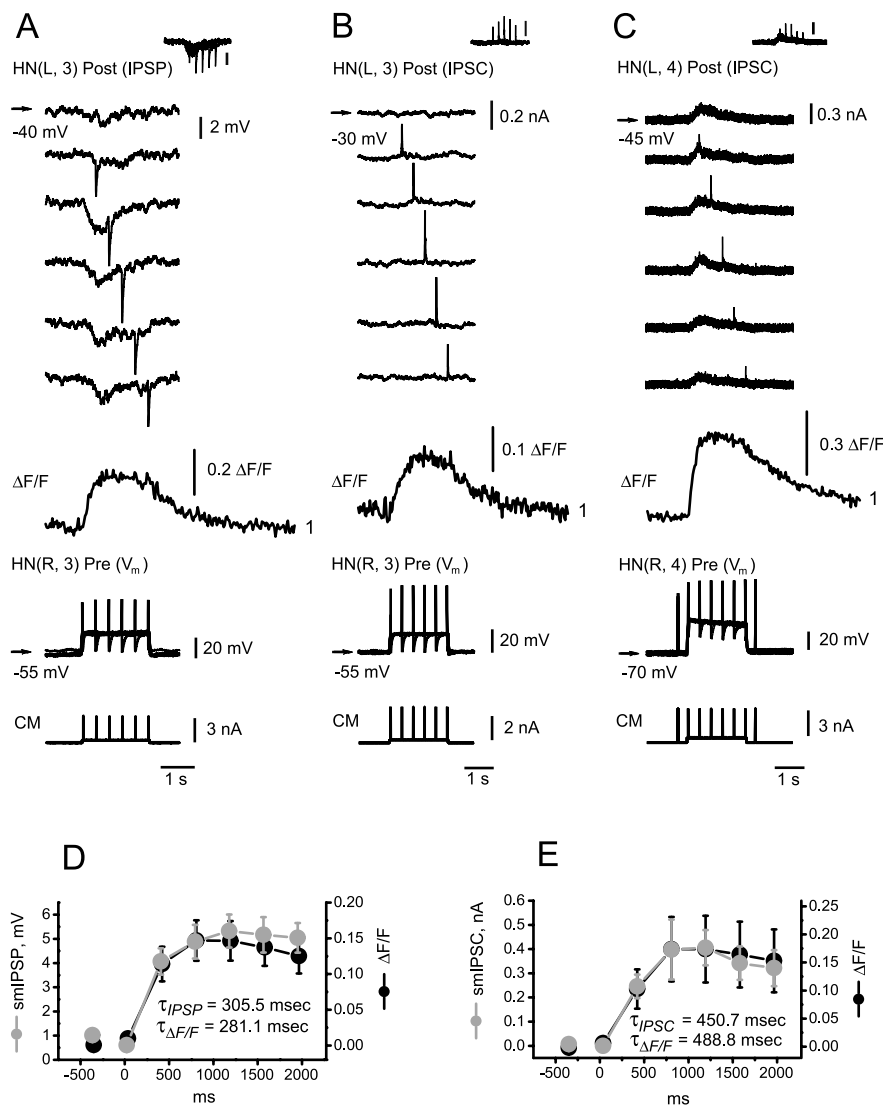 A
HN(L, 3) Post (IPSP)
-40 mV
2 mV
ΔF/F
0.2 ΔF/F
1
HN(R, 3) Pre (Vm)
20 mV
-55 mV
CM
3 nA
1 s
B
HN(L, 3) Post (IPSC)
-30 mV
0.2 nA
ΔF/F
0.1 ΔF/F
1
HN(R, 3) Pre (Vm)
20 mV
-55 mV
CM
2 nA
1 s
C
HN(L, 4) Post (IPSC)
-45 mV
0.3 nA
ΔF/F
0.3 ΔF/F
1
HN(R, 4) Pre (Vm)
20 mV
-70 mV
CM
3 nA
1 s
D
smIPSP, mV
6
5
4
3
2
1
0
0.20
0.15
0.10
0.05
0.00
ΔF/F
τIPSP = 305.5 msec
τΔF/F = 281.1 msec
-500 0 500 1000 1500 2000
ms
E
smIPSC, nA
0.6
0.5
0.4
0.3
0.2
0.1
0.0
0.25
0.20
0.15
0.10
0.05
0.00
ΔF/F
τIPSC = 450.7 msec
τΔF/F = 488.8 msec
-500 0 500 1000 1500 2000
ms